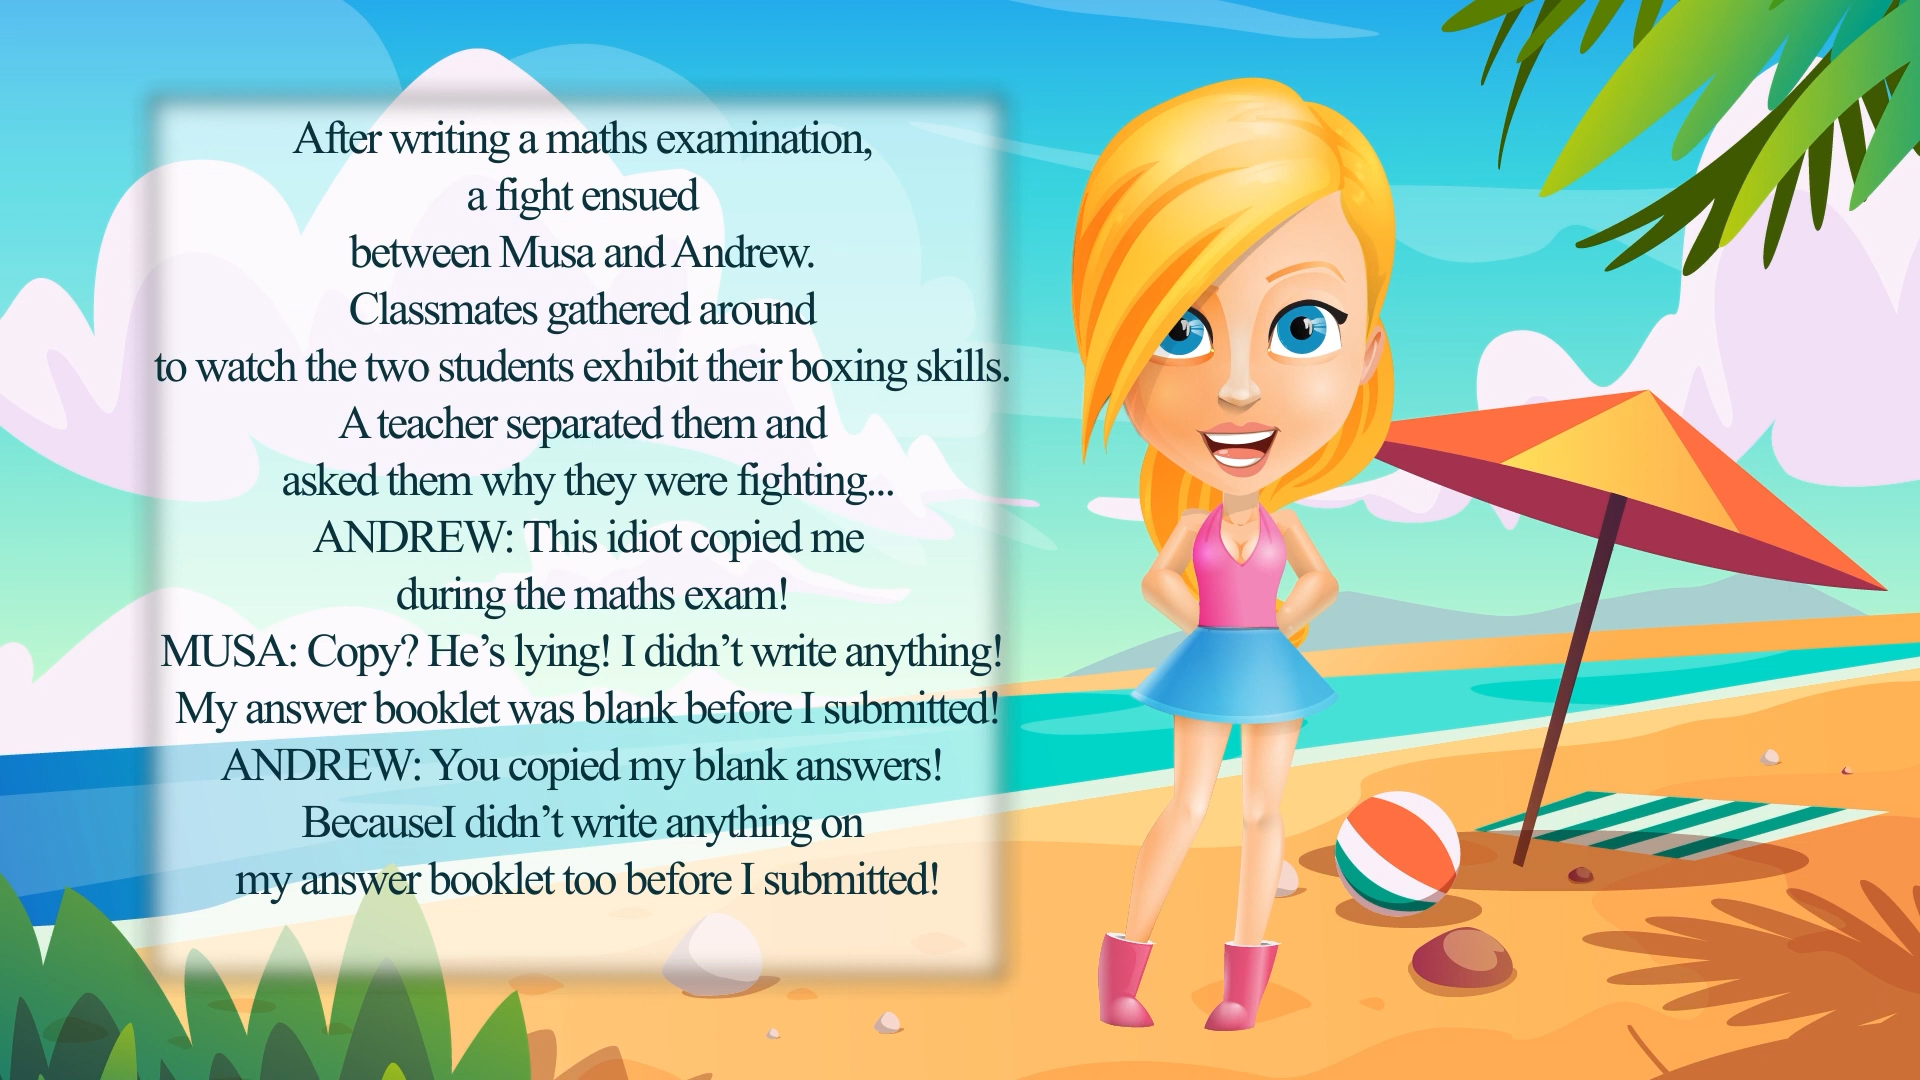 After writing a maths examination,
a fight ensued
between Musa and Andrew.
Classmates gathered around
to watch the two students exhibit their boxing skills.
A teacher separated them and
asked them why they were fighting...
ANDREW: This idiot copied me
during the maths exam!
MUSA: Copy? He’s lying! I didn’t write anything!
My answer booklet was blank before I submitted!
ANDREW: You copied my blank answers!
BecauseI didn’t write anything on
my answer booklet too before I submitted!